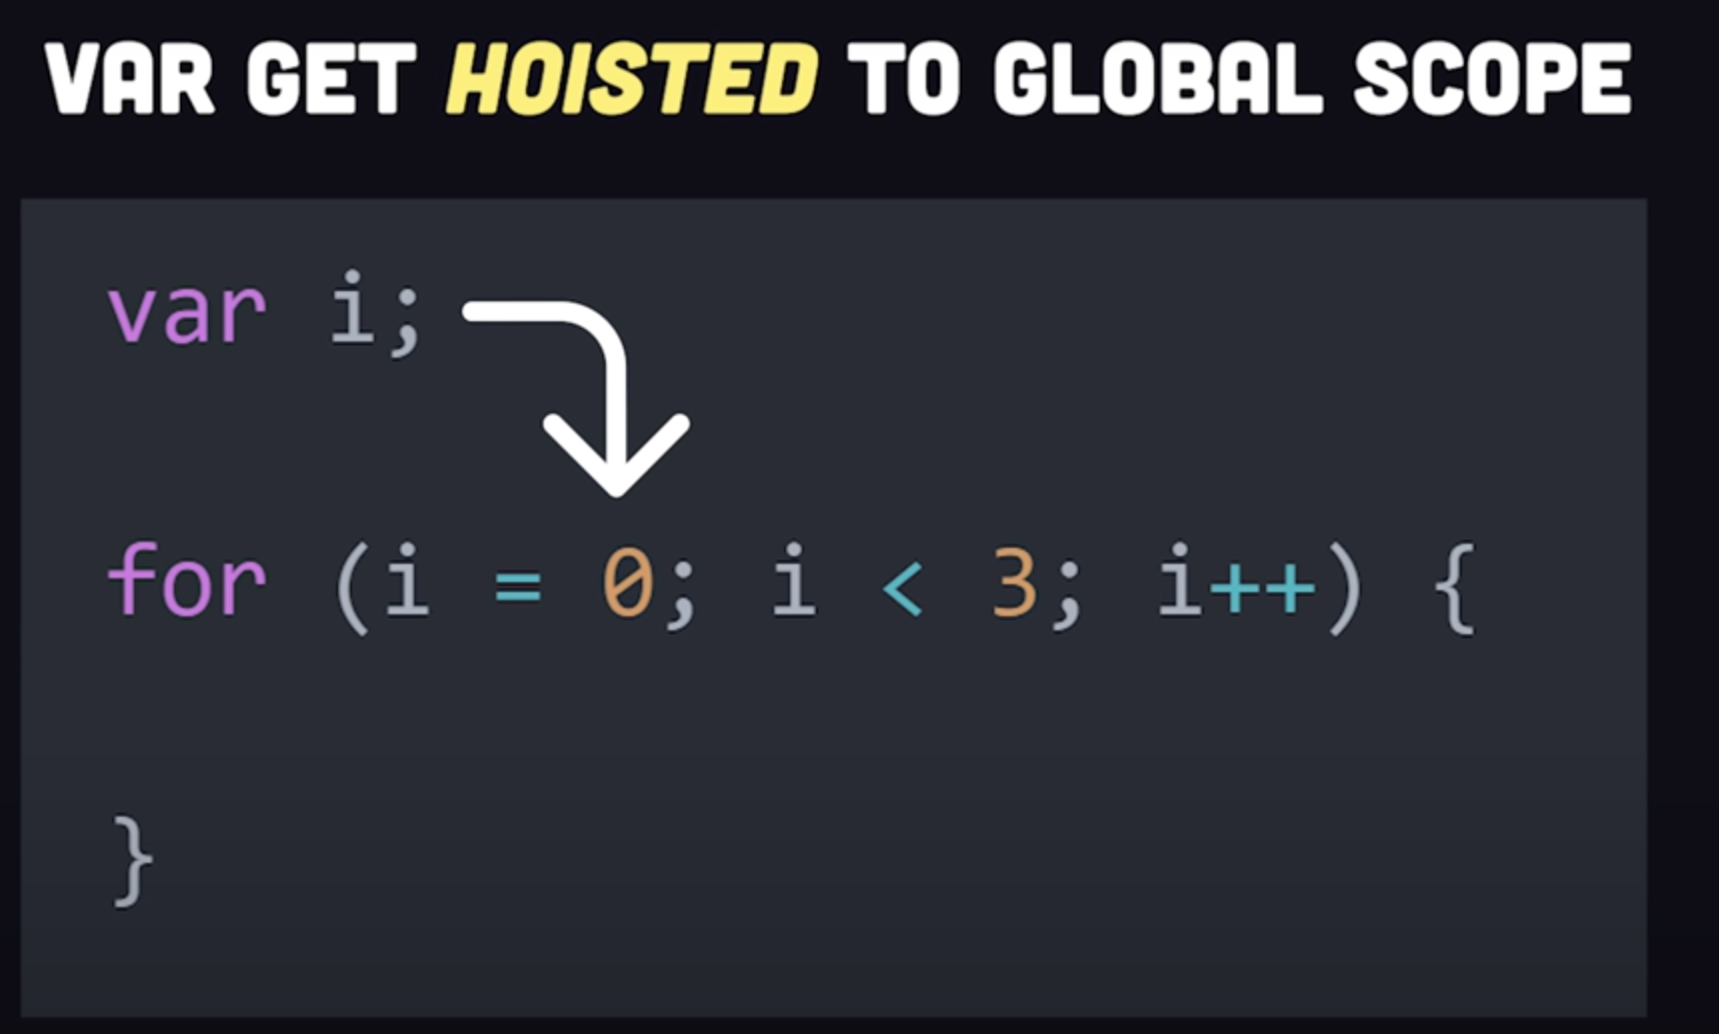 VAR GET HOISTED TO GLOBAL SCOPE
var i;
for (i = 0; i < 3; i++) {
}